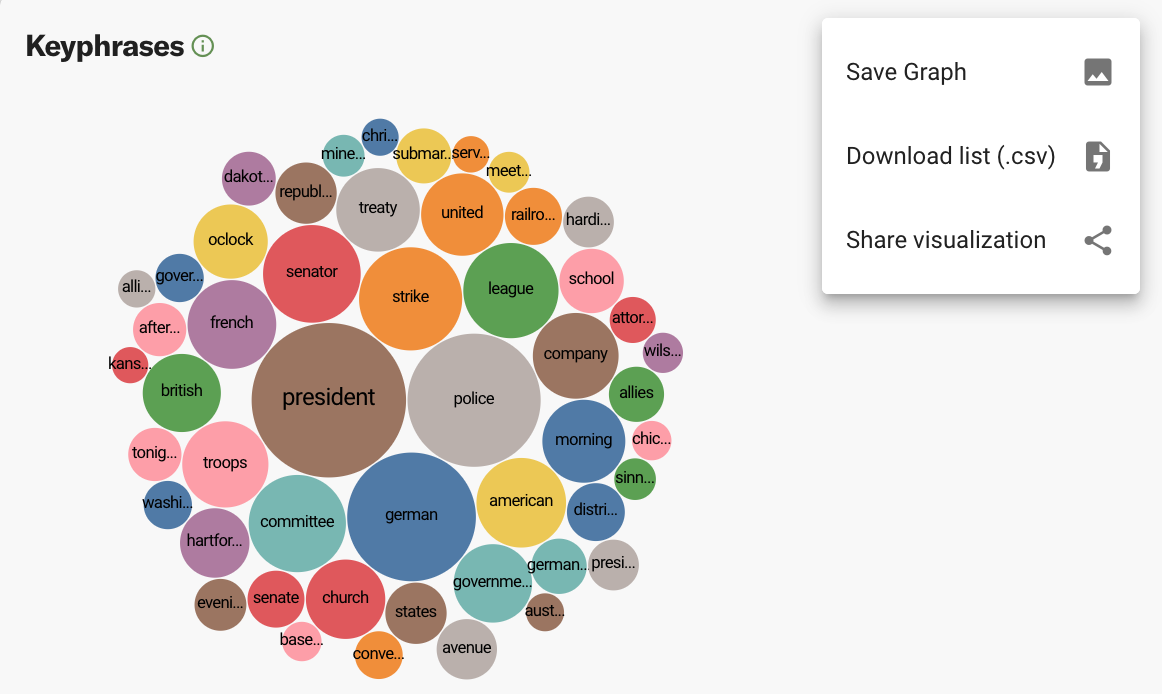 Keyphrases
Save Graph
Download list (.csv)
Share visualization
chri...
mine...
submar...
serv...
meet...
dakot...
republ...
treaty
united
railro...
hardi...
oclock
senator
strike
league
school
gover...
alli...
after...
french
attor...
company
wils...
kans...
british
president
police
allies
morning
chic...
tonig...
troops
sinn...
washi...
committee
german
american
distri...
hartfor...
governme...
german...
presi...
eveni...
senate
church
states
aust...
base...
conve...
avenue